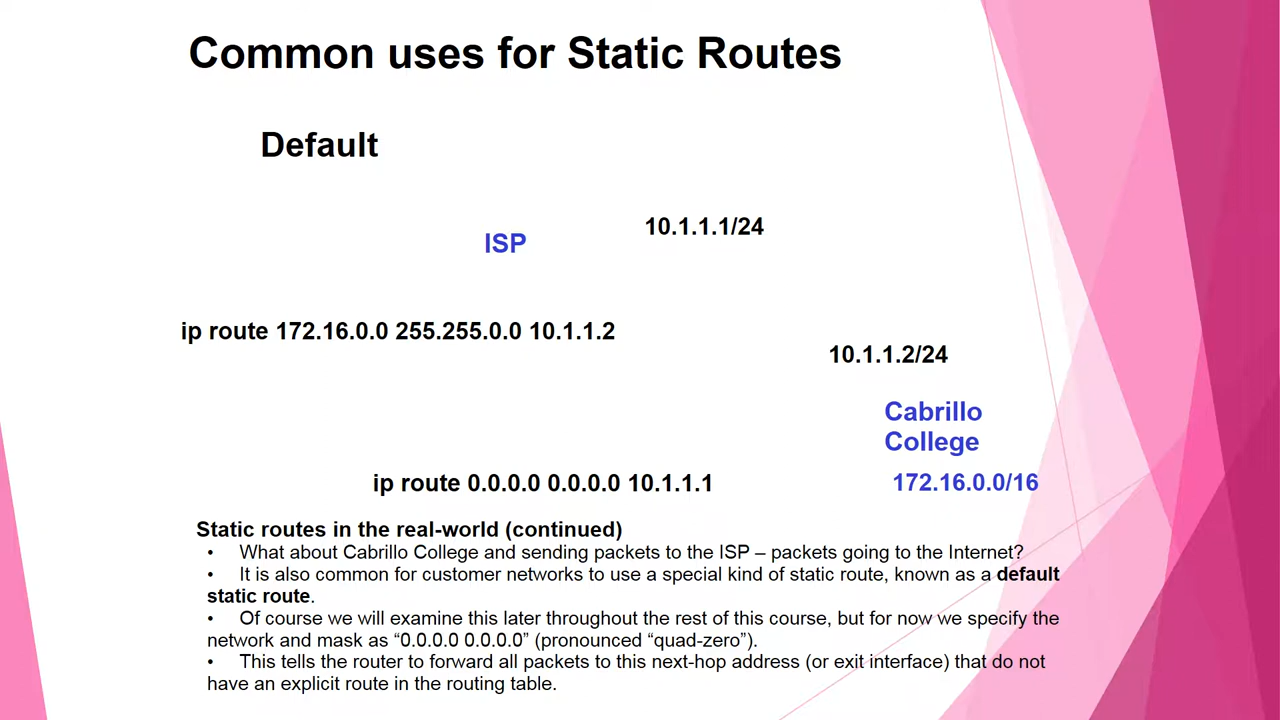 Common uses for Static Routes
Default
10.1.1.1/24
ISP
ip route 172.16.0.0 255.255.0.0 10.1.1.2
10.1.1.2/24
Cabrillo
College
ip route 0.0.0.0 0.0.0.0 10.1.1.1
172.16.0.0/16
Static routes in the real-world (continued)
• What about Cabrillo College and sending packets to the ISP – packets going to the Internet?
• It is also common for customer networks to use a special kind of static route, known as a default
static route.
• Of course we will examine this later throughout the rest of this course, but for now we specify the
network and mask as “0.0.0.0 0.0.0.0” (pronounced “quad-zero”).
• This tells the router to forward all packets to this next-hop address (or exit interface) that do not
have an explicit route in the routing table.